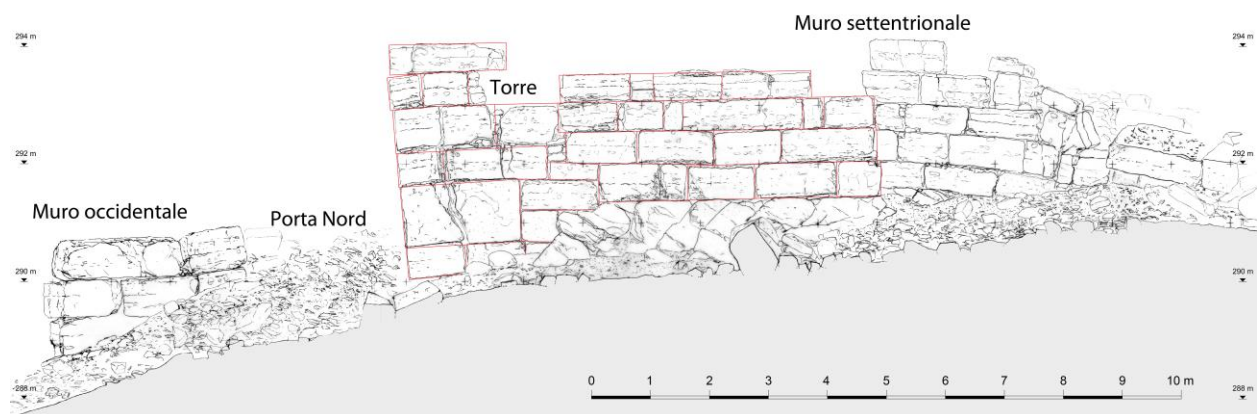 Muro settentrionale
294 m
294 m
Torre
292 m
292 m
Muro occidentale
Porta Nord
290 m
290 m
288 m
288 m
0 1 2 3 4 5 6 7 8 9 10 m